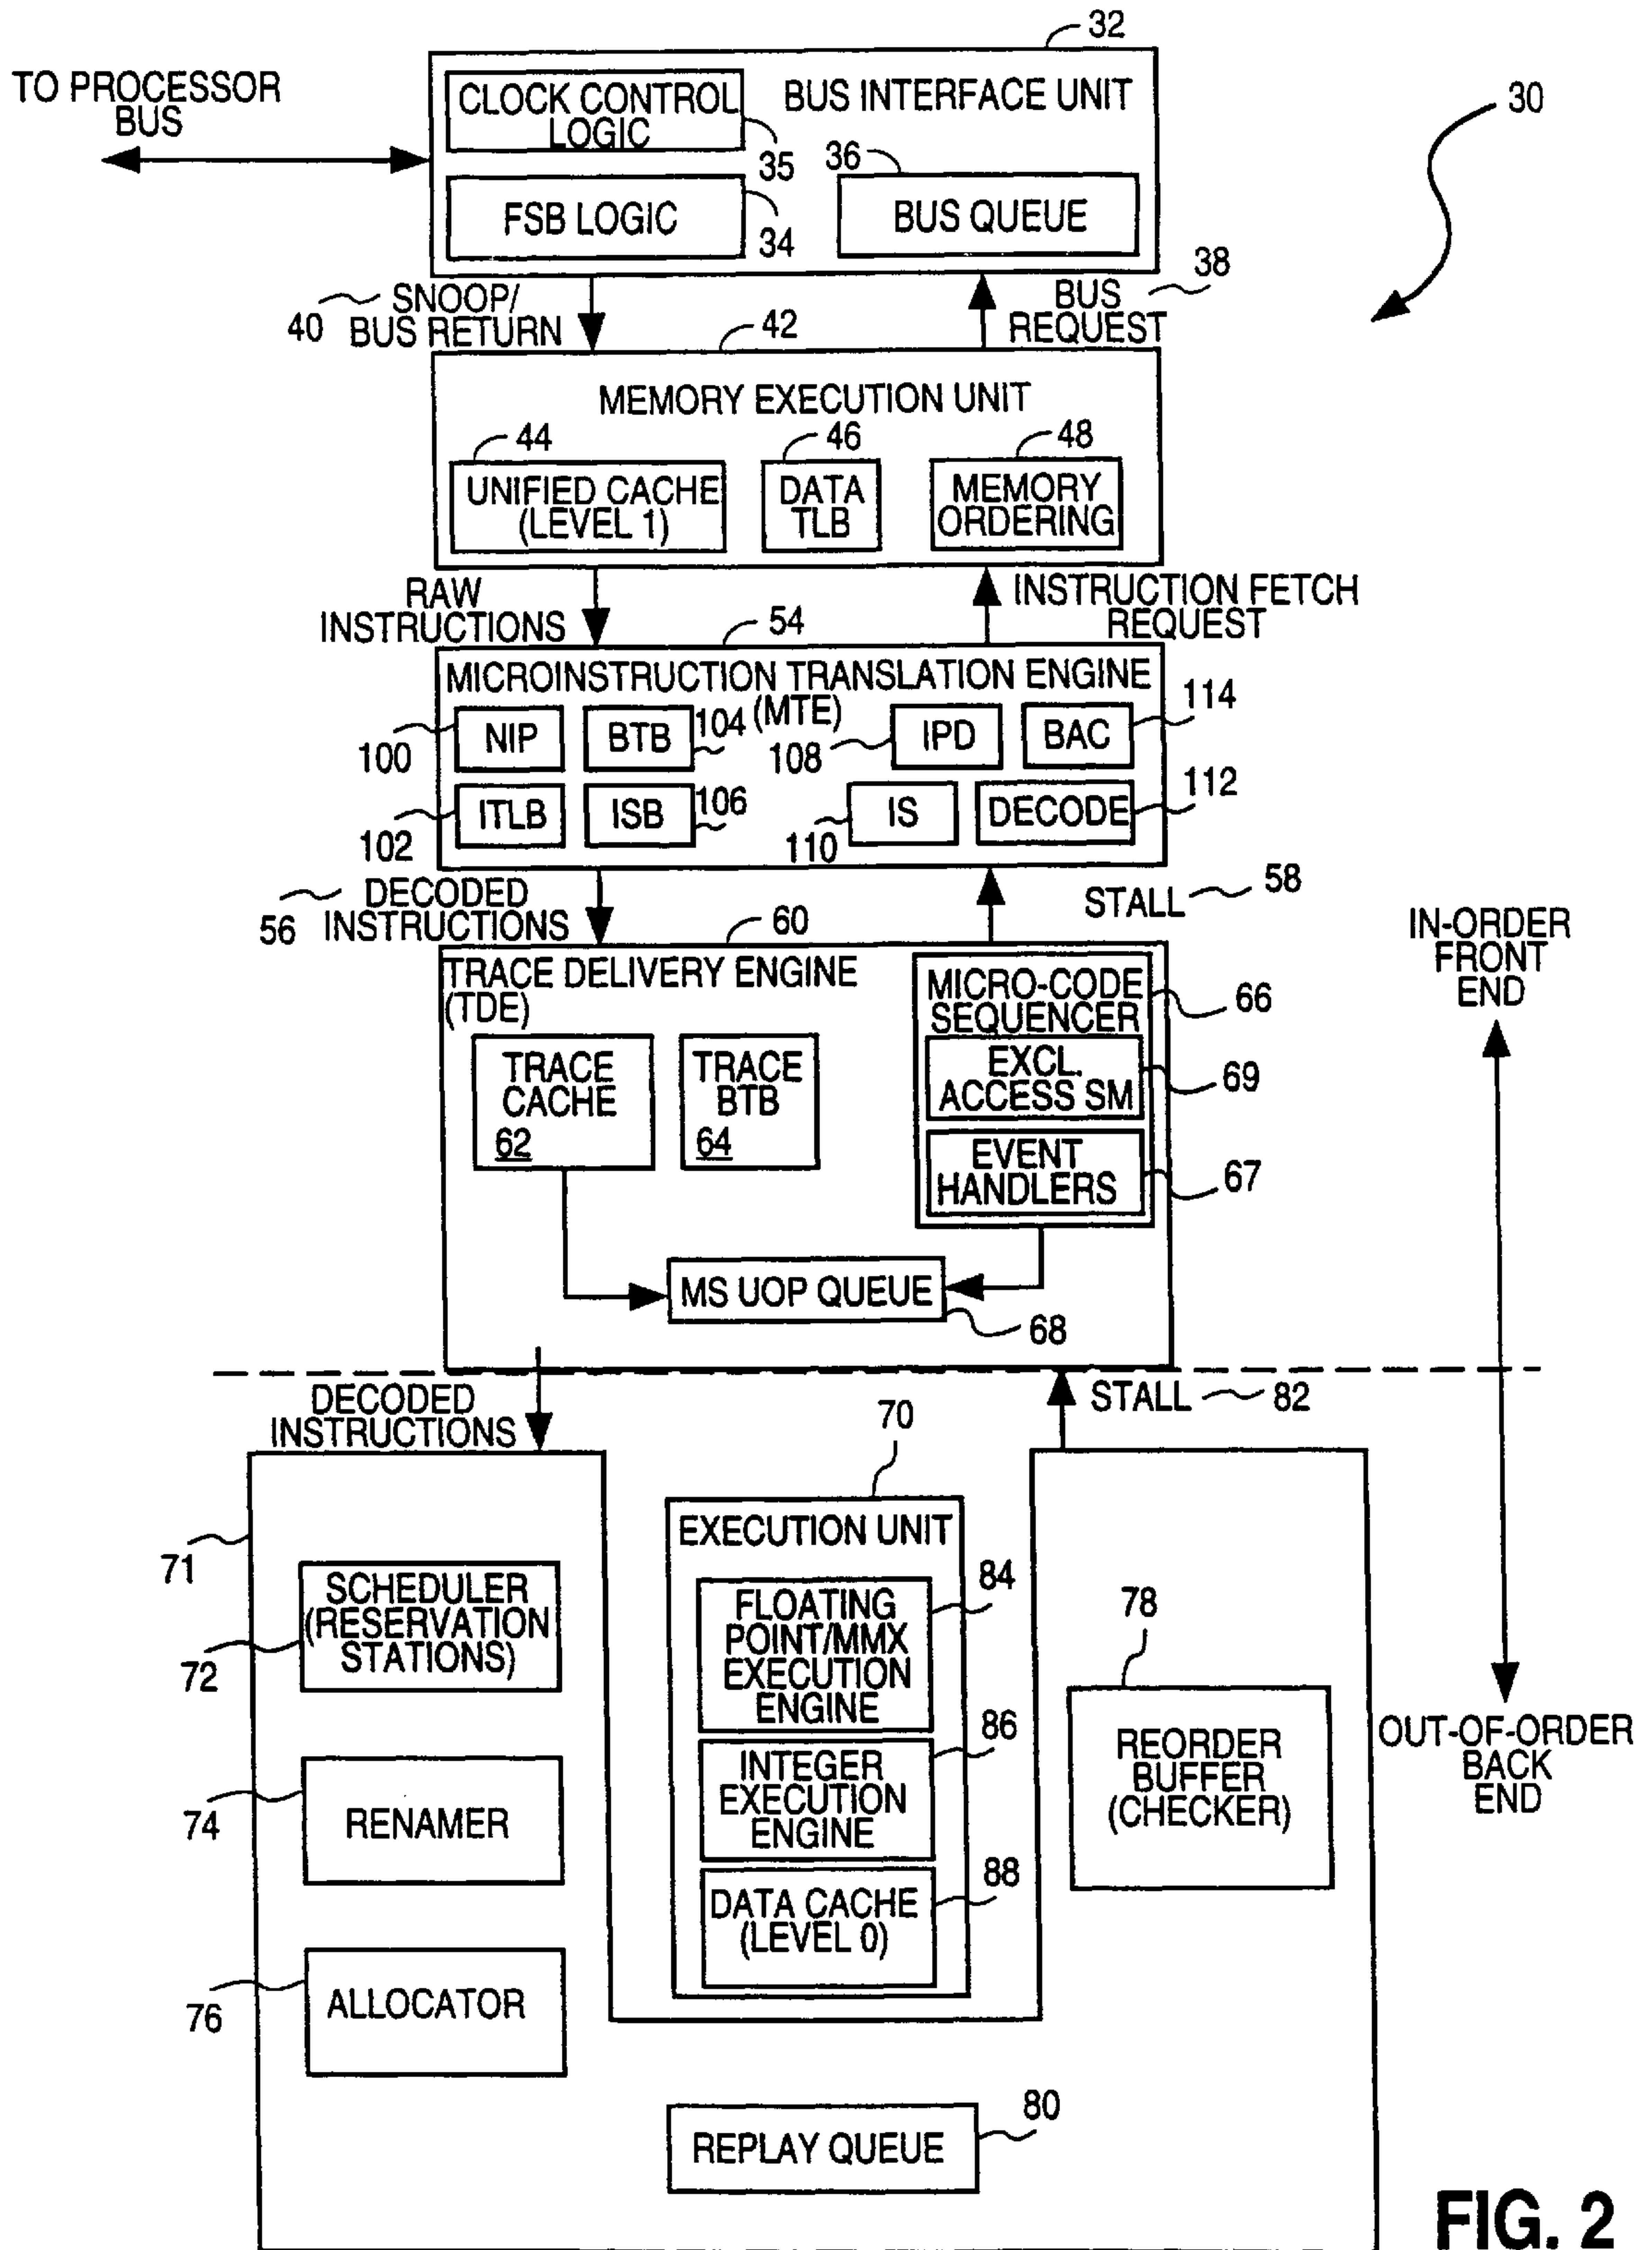 32
TO PROCESSOR
BUS
CLOCK CONTROL
LOGIC
35
BUS INTERFACE UNIT
30
FSB LOGIC
34
36
BUS QUEUE
40
SNOOP/
BUS RETURN
38
BUS
REQUEST
42
MEMORY EXECUTION UNIT
44
UNIFIED CACHE
(LEVEL 1)
46
DATA
TLB
48
MEMORY
ORDERING
RAW
INSTRUCTIONS
INSTRUCTION FETCH
REQUEST
54
MICROINSTRUCTION TRANSLATION ENGINE
(MTE)
100
NIP
BTB
104
108
IPD
BAC
114
102
ITLB
ISB
106
110
IS
DECODE
112
56
DECODED
INSTRUCTIONS
STALL
58
60
TRACE DELIVERY ENGINE
(TDE)
TRACE
CACHE
62
TRACE
BTB
64
MICRO-CODE
SEQUENCER
66
EXCL.
ACCESS SM
69
EVENT
HANDLERS
67
MS UOP QUEUE
68
IN-ORDER
FRONT
END
DECODED
INSTRUCTIONS
STALL
82
71
70
EXECUTION UNIT
SCHEDULER
(RESERVATION
STATIONS)
72
84
FLOATING
POINT/MMX
EXECUTION
ENGINE
78
REORDER
BUFFER
(CHECKER)
OUT-OF-ORDER
BACK
END
74
RENAMER
86
INTEGER
EXECUTION
ENGINE
88
DATA CACHE
(LEVEL 0)
76
ALLOCATOR
80
REPLAY QUEUE
FIG. 2